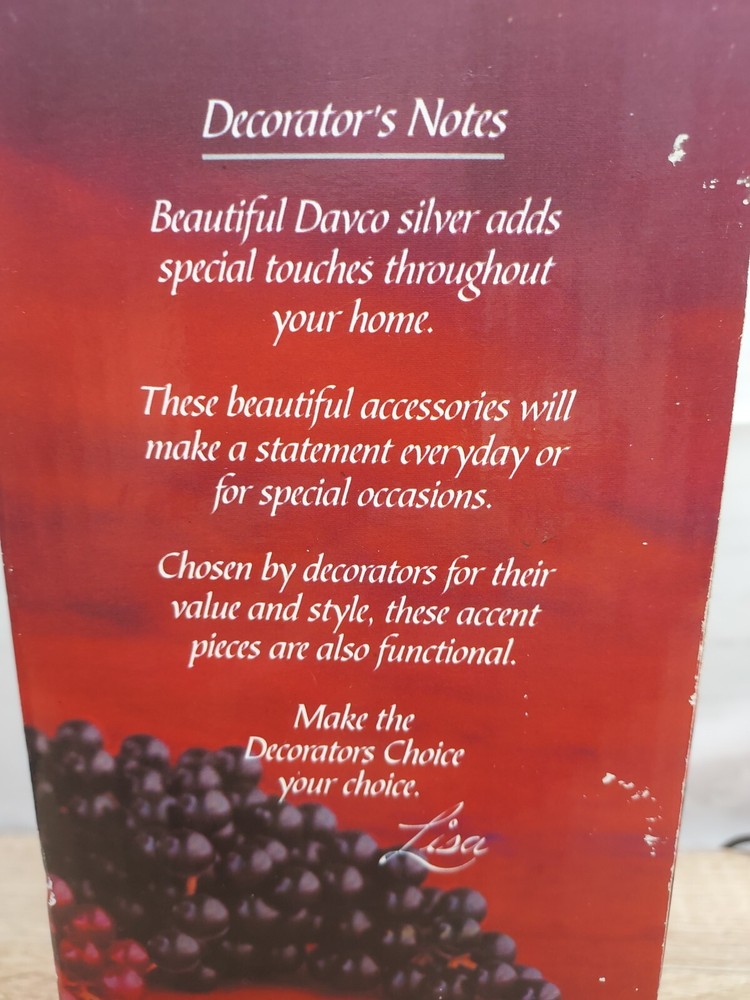 Decorator's Notes
Beautiful Davco silver adds
special touches throughout
your home.
These beautiful accessories will
make a statement everyday or
for special occasions.
Chosen by decorators for their
value and style, these accent
pieces are also functional.
Make the
Decorators Choice
your choice.
Lisa